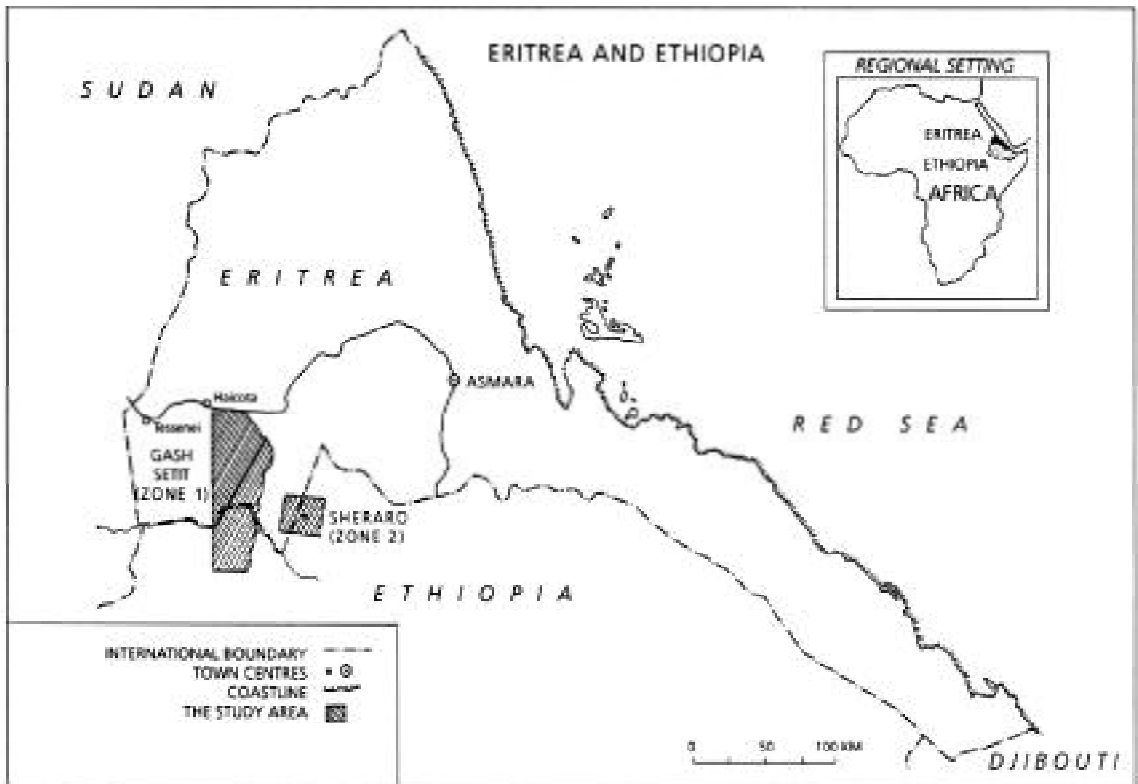 ERITREA AND ETHIOPIA
SUDAN
REGIONAL SETTING
ERITREA
ETHIOPIA
AFRICA
ERITREA
ASMARA
Haicota
Tessenei
RED SEA
GASH
SETIT
(ZONE 1)
SHERARO
(ZONE 2)
ETHIOPIA
INTERNATIONAL BOUNDARY
TOWN CENTRES
COASTLINE
THE STUDY AREA
0 50 100 KM
DJIBOUTI